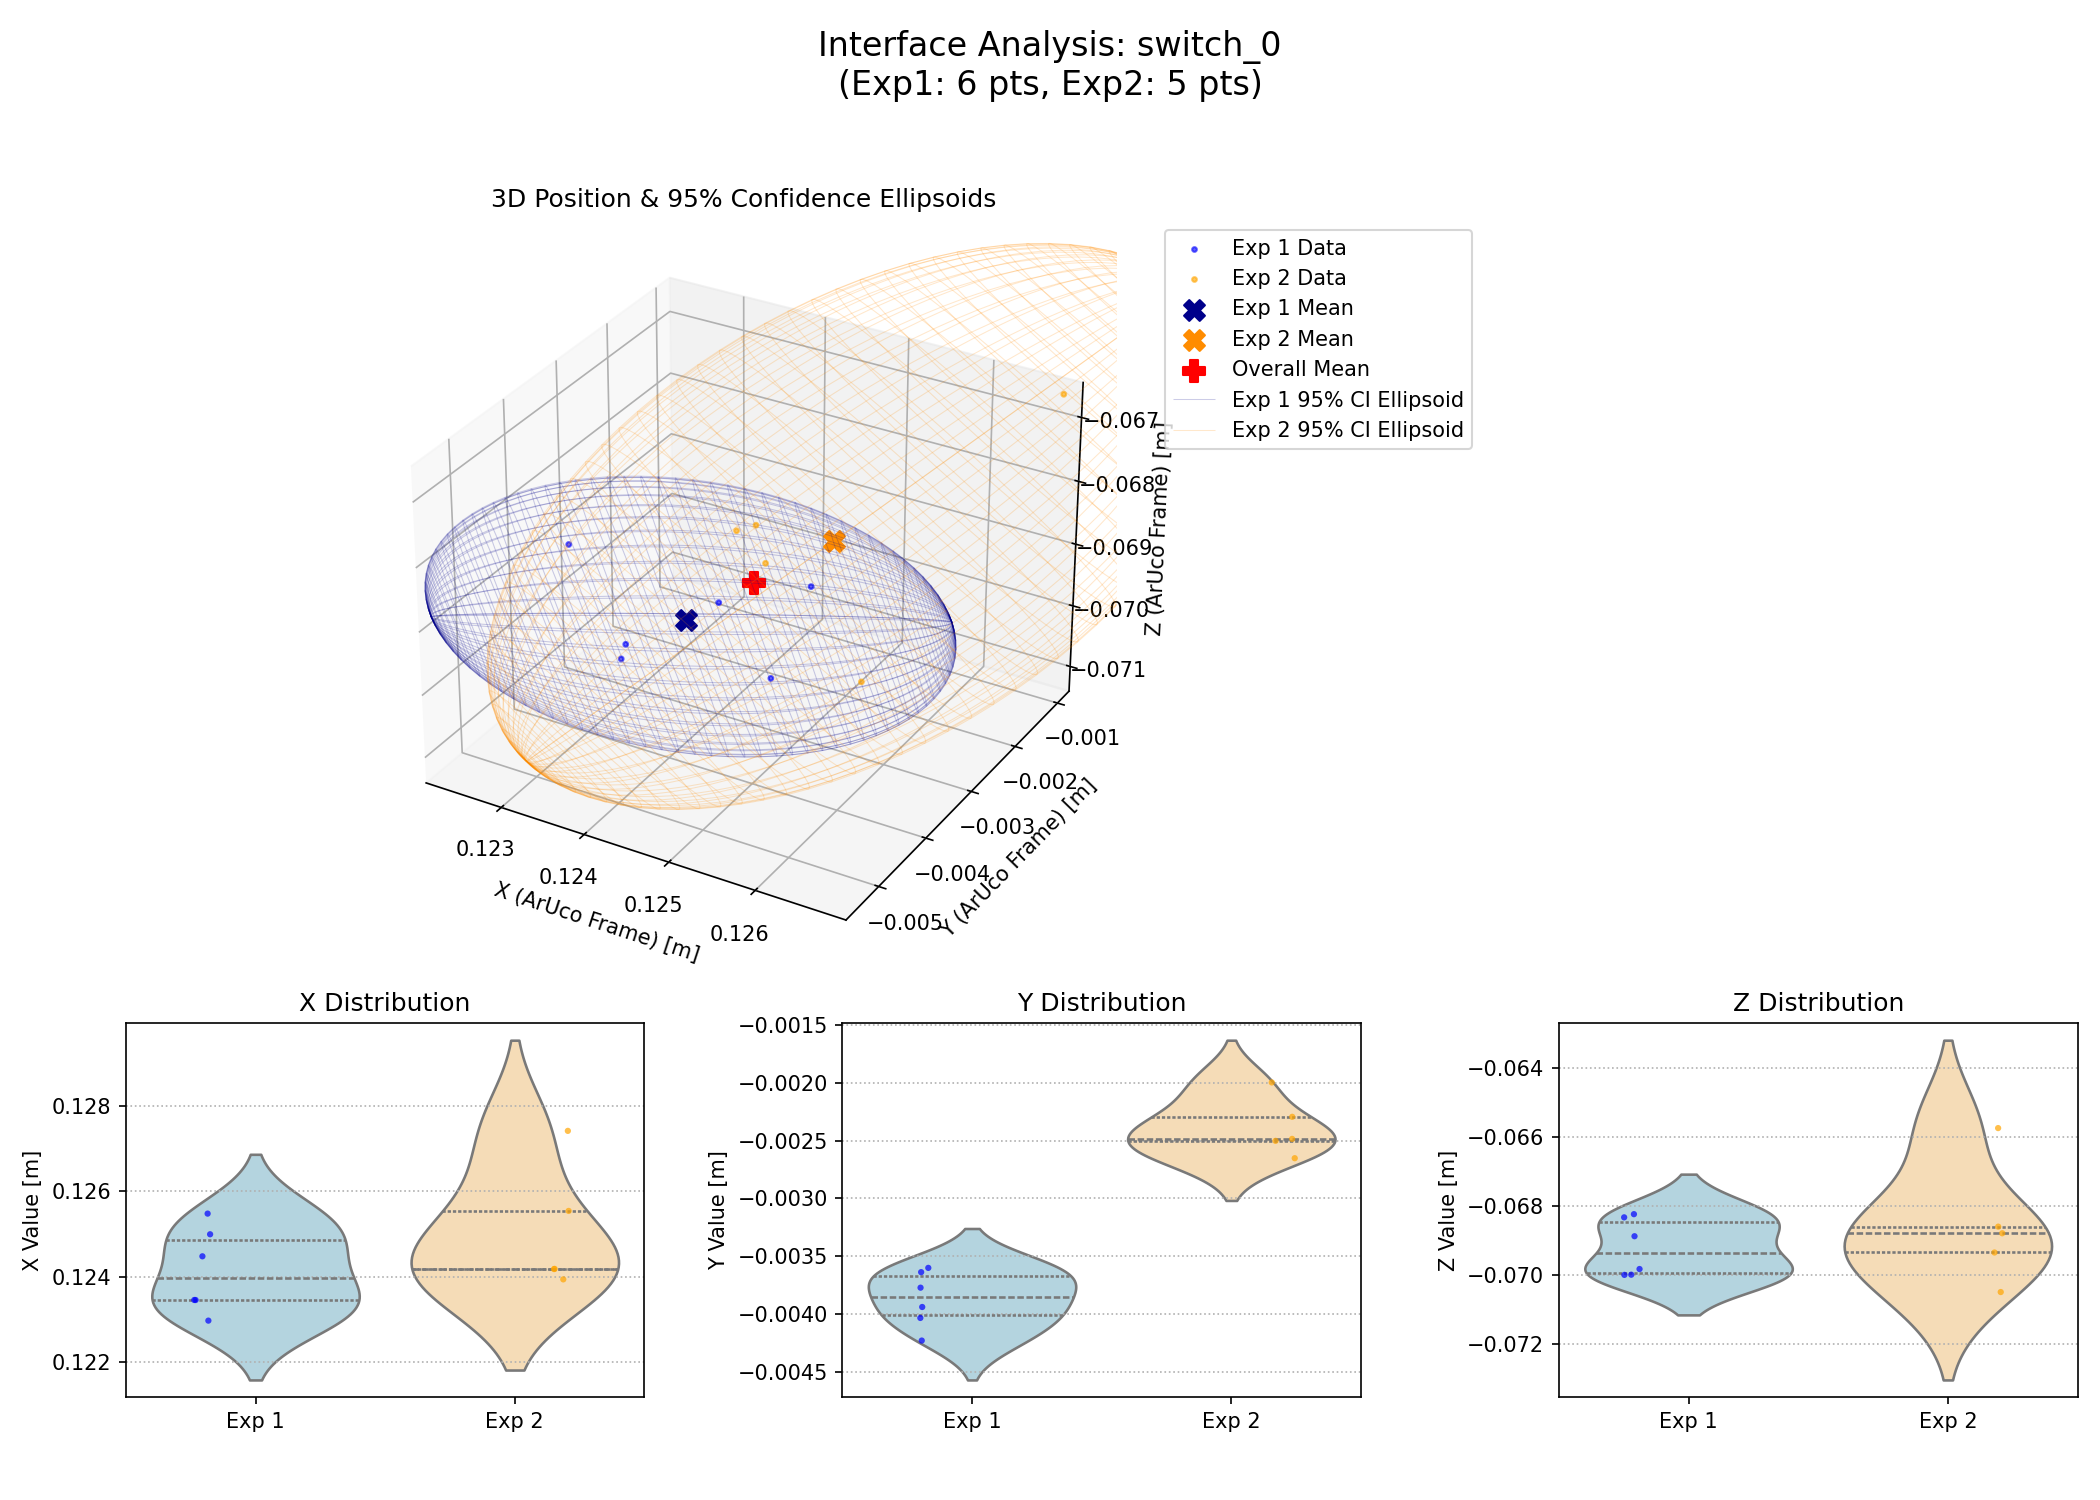 Interface Analysis: switch_0
(Exp1: 6 pts, Exp2: 5 pts)
3D Position & 95% Confidence Ellipsoids
Exp 1 Data
Exp 2 Data
Exp 1 Mean
Exp 2 Mean
Overall Mean
Exp 1 95% CI Ellipsoid
Exp 2 95% CI Ellipsoid
−0.067
−0.068
−0.069
−0.070
−0.071
Z (ArUco Frame) [m]
−0.001
−0.002
−0.003
−0.004
−0.005
Y (ArUco Frame) [m]
0.123
0.124
0.125
0.126
X (ArUco Frame) [m]
X Distribution
0.128
0.126
0.124
0.122
X Value [m]
Exp 1
Exp 2
Y Distribution
−0.0015
−0.0020
−0.0025
−0.0030
−0.0035
−0.0040
−0.0045
Y Value [m]
Exp 1
Exp 2
Z Distribution
−0.064
−0.066
−0.068
−0.070
−0.072
Z Value [m]
Exp 1
Exp 2